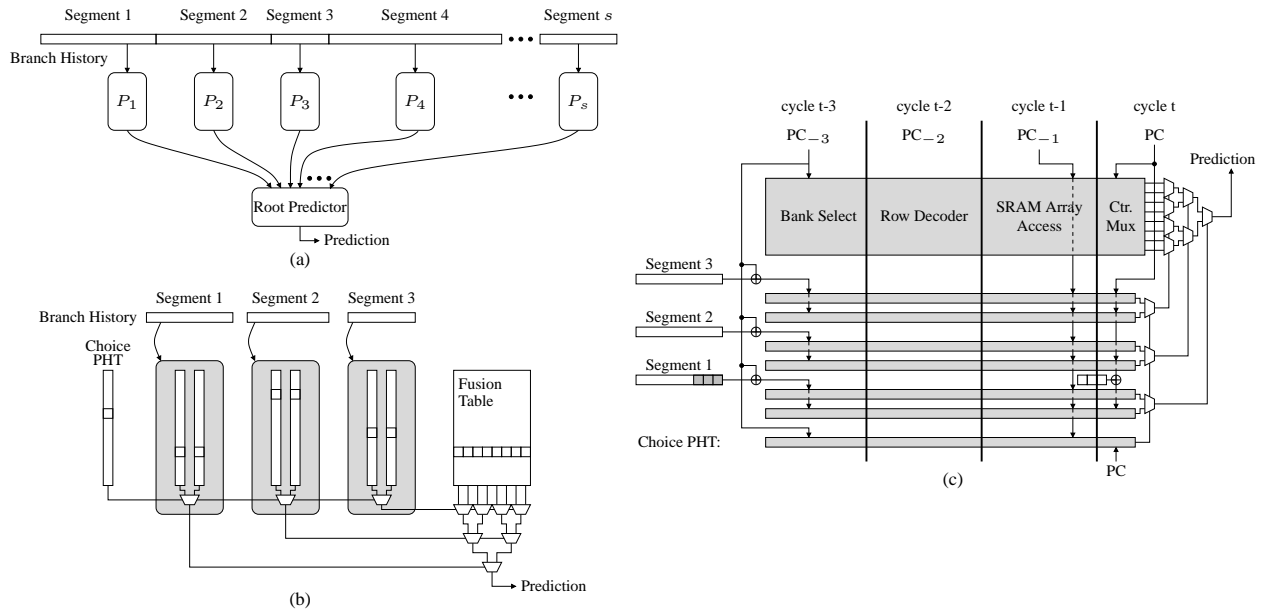 Segment 1 Segment 2 Segment 3 Segment 4 Segment s
Branch History
P1 P2 P3 P4 Ps
Root Predictor
Prediction
(a)
Segment 1 Segment 2 Segment 3
Branch History
Choice
PHT
Fusion
Table
Prediction
(b)
cycle t-3 cycle t-2 cycle t-1 cycle t
PC−3 PC−2 PC−1 PC
Prediction
Bank Select Row Decoder SRAM Array Access Ctr. Mux
Segment 3
Segment 2
Segment 1
Choice PHT:
PC
(c)